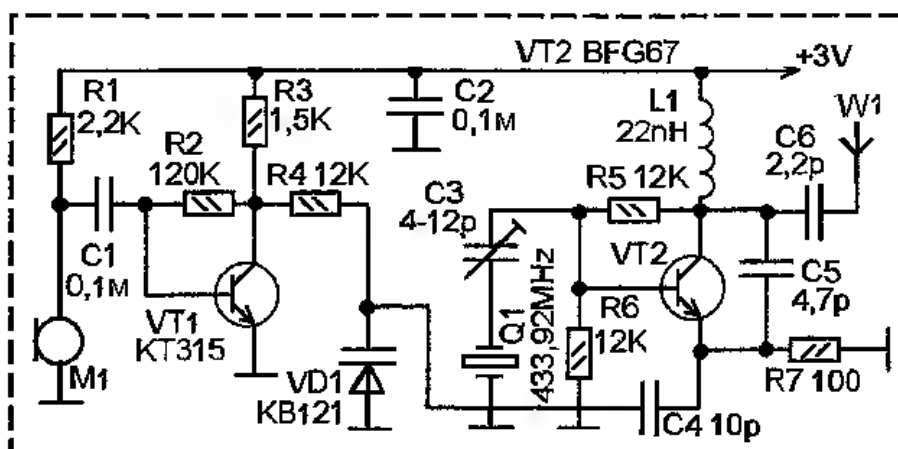 VT2 BFG67
+3V
R1
2,2K
R3
1,5K
C2
0,1м
L1
22nH
W1
C6
2,2p
R2
120K
R4 12K
C3
4-12p
R5 12K
C1
0,1м
VT1
КТ315
VT2
C5
4,7p
Q1
433,92MHz
R6
12K
M1
VD1
КВ121
C4 10p
R7 100